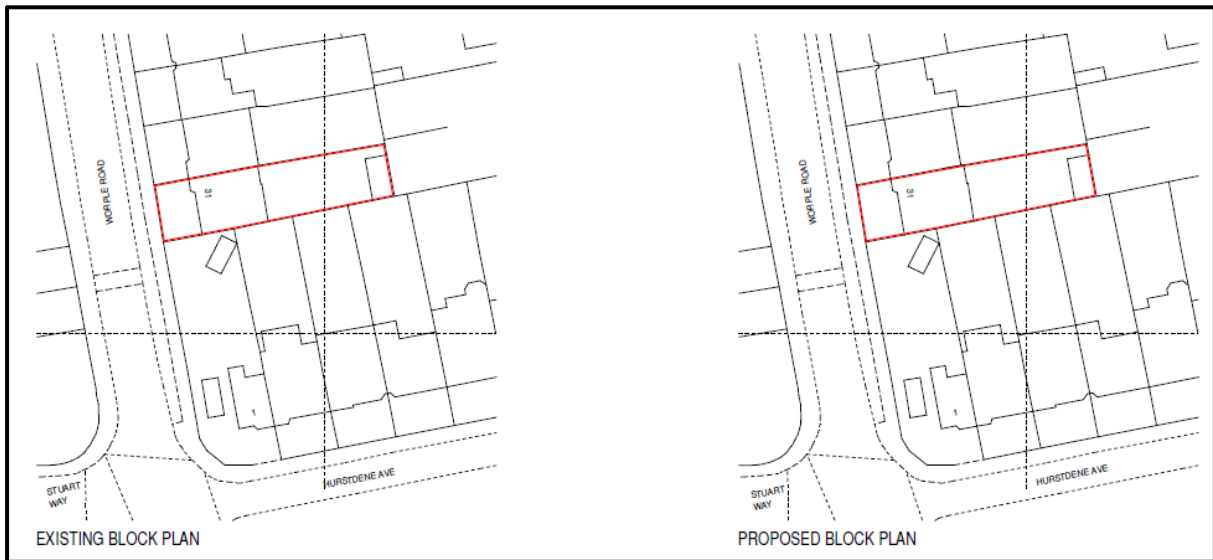 WORPLE ROAD
31
1
STUART
WAY
HURSTDENE AVE
EXISTING BLOCK PLAN
WORPLE ROAD
31
1
STUART
WAY
HURSTDENE AVE
PROPOSED BLOCK PLAN